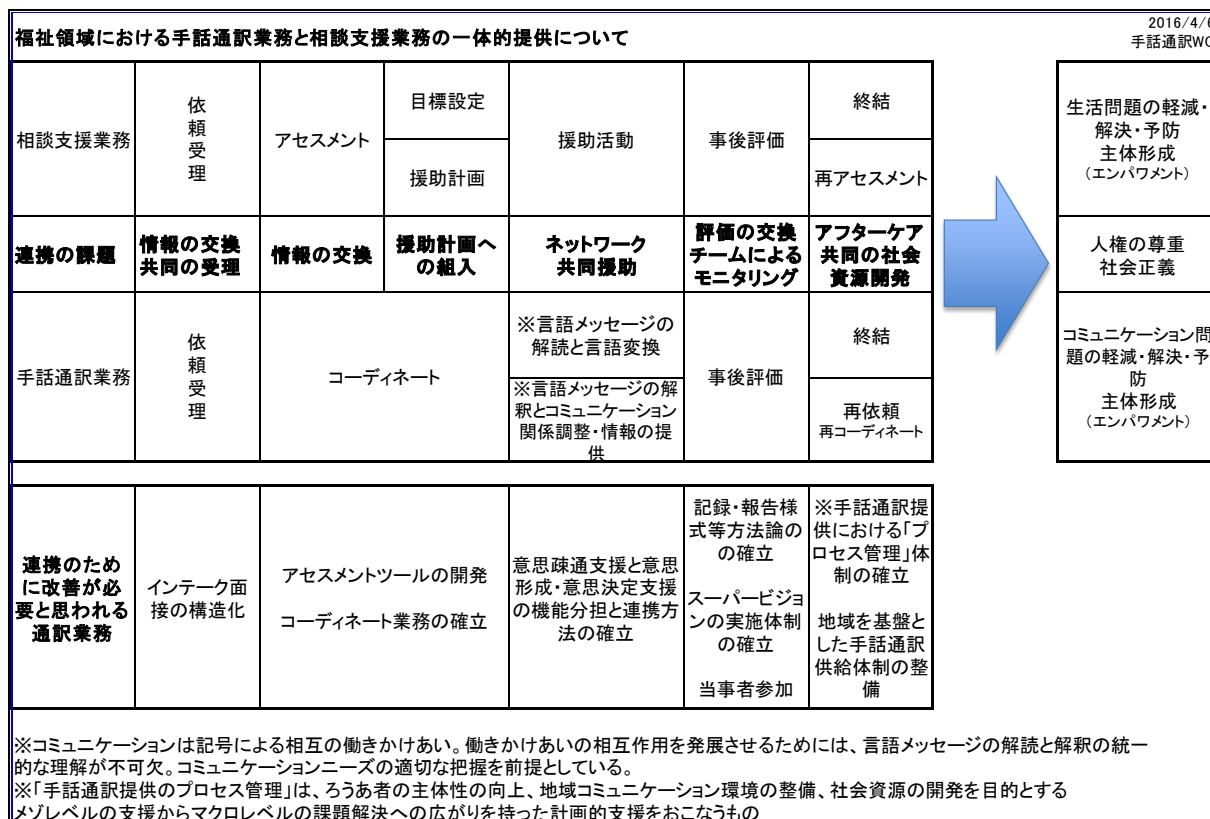 福祉領域における手話通訳業務と相談支援業務の一体的提供について
2016/4/6
手話通訳WG
相談支援業務
依
頼
受
理
アセスメント
目標設定
援助計画
援助活動
事後評価
終結
再アセスメント
生活問題の軽減・
解決・予防
主体形成
（エンパワメント）
連携の課題
情報の交換
共同の受理
情報の交換
援助計画へ
の組入
ネットワーク
共同援助
評価の交換
チームによる
モニタリング
アフターケア
共同の社会
資源開発
人権の尊重
社会正義
手話通訳業務
依
頼
受
理
コーディネート
※言語メッセージの
解読と言語変換
※言語メッセージの解
釈とコミュニケーション
関係調整・情報の提
供
事後評価
終結
再依頼
再コーディネート
コミュニケーション問
題の軽減・解決・予
防
主体形成
（エンパワメント）
連携のため
に改善が必
要と思われる
通訳業務
インテーク面
接の構造化
アセスメントツールの開発
コーディネート業務の確立
意思疎通支援と意思
形成・意思決定支援
の機能分担と連携方
法の確立
記録・報告様
式等方法論の
の確立
スーパービジョ
ンの実施体制
の確立
当事者参加
※手話通訳提
供における「プ
ロセス管理」体
制の確立
地域を基盤と
した手話通訳
供給体制の整
備
※コミュニケーションは記号による相互の働きかけあい。働きかけあいの相互作用を発展させるためには、言語メッセージの解読と解釈の統一
的な理解が不可欠。コミュニケーションニーズの適切な把握を前提としている。
※「手話通訳提供のプロセス管理」は、ろうあ者の主体性の向上、地域コミュニケーション環境の整備、社会資源の開発を目的とする
メゾレベルの支援からマクロレベルの課題解決への広がりを持った計画的支援をおこなうもの